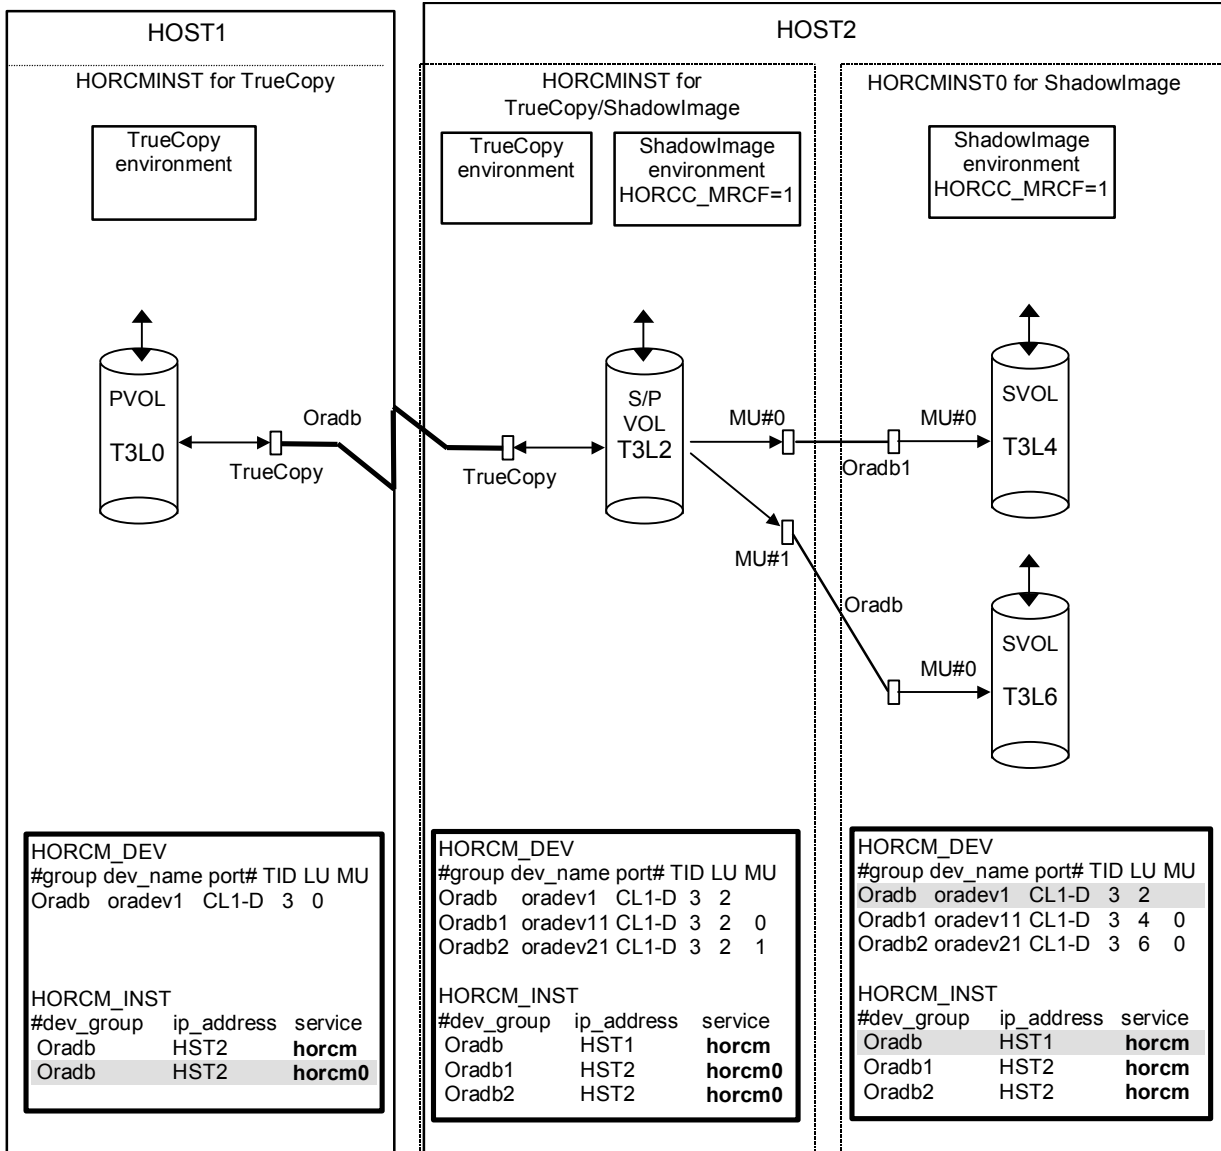 HOST1
HORCMINST for TrueCopy
TrueCopy
environment
HOST2
HORCMINST for
TrueCopy/ShadowImage
TrueCopy
environment
ShadowImage
environment
HORCC_MRCF=1
HORCMINST0 for ShadowImage
ShadowImage
environment
HORCC_MRCF=1
PVOL
T3L0
Oradb
TrueCopy
TrueCopy
S/P
VOL
T3L2
MU#0
MU#1
Oradb1
MU#0
SVOL
T3L4
Oradb
MU#0
SVOL
T3L6
HORCM_DEV
#group dev_name port# TID LU MU
Oradb oradev1 CL1-D 3 0
HORCM_INST
#dev_group ip_address service
Oradb HST2 horcm
Oradb HST2 horcm0
HORCM_DEV
#group dev_name port# TID LU MU
Oradb oradev1 CL1-D 3 2
Oradb1 oradev11 CL1-D 3 2 0
Oradb2 oradev21 CL1-D 3 2 1
HORCM_INST
#dev_group ip_address service
Oradb HST1 horcm
Oradb1 HST2 horcm0
Oradb2 HST2 horcm0
HORCM_DEV
#group dev_name port# TID LU MU
Oradb oradev1 CL1-D 3 2
Oradb1 oradev11 CL1-D 3 4 0
Oradb2 oradev21 CL1-D 3 6 0
HORCM_INST
#dev_group ip_address service
Oradb HST1 horcm
Oradb1 HST2 horcm
Oradb2 HST2 horcm